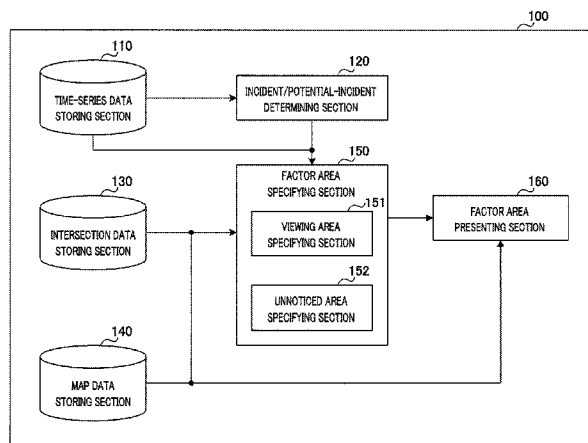 100
110
TIME-SERIES DATA
STORING SECTION
120
INCIDENT/POTENTIAL-INCIDENT
DETERMINING SECTION
130
INTERSECTION DATA
STORING SECTION
150
FACTOR AREA
SPECIFYING SECTION
151
VIEWING AREA
SPECIFYING SECTION
152
UNNOTICED AREA
SPECIFYING SECTION
160
FACTOR AREA
PRESENTING SECTION
140
MAP DATA
STORING SECTION